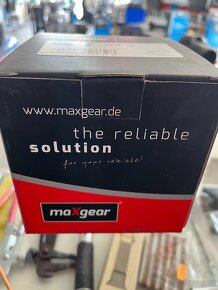 www.maxgear.de
the reliable
solution
for your vehicle!
maXgear